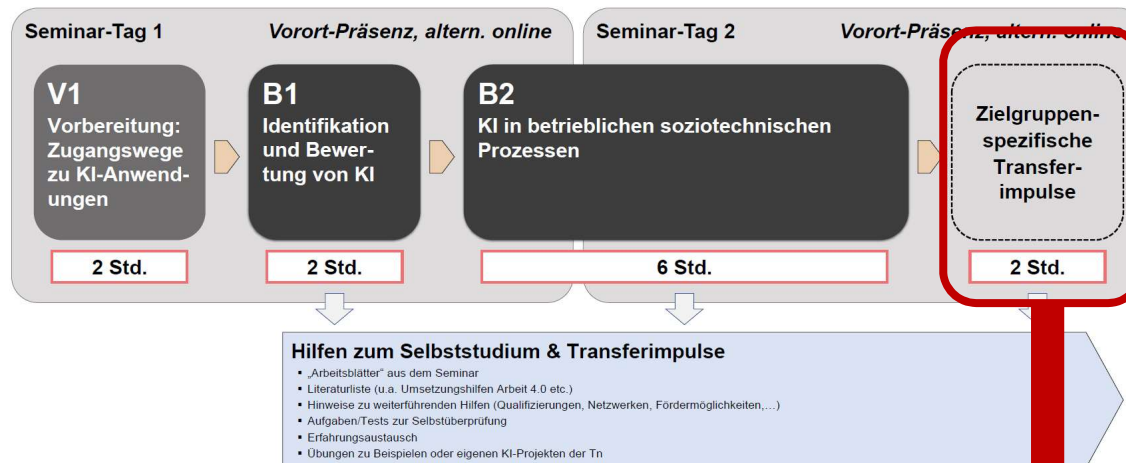 Seminar-Tag 1 Vorort-Präsenz, altern. online
Seminar-Tag 2 Vorort-Präsenz, altern. online
V1
Vorbereitung:
Zugangswege
zu KI-Anwend-
ungen
2 Std.
B1
Identifikation
und Bewer-
tung von KI
2 Std.
B2
KI in betrieblichen soziotechnischen
Prozessen
6 Std.
Zielgruppen-
spezifische
Transfer-
impulse
2 Std.
Hilfen zum Selbststudium & Transferimpulse
▪ „Arbeitsblätter" aus dem Seminar
▪ Literaturliste (u.a. Umsetzungshilfen Arbeit 4.0 etc.)
▪ Hinweise zu weiterführenden Hilfen (Qualifizierungen, Netzwerken, Fördermöglichkeiten,…)
▪ Aufgaben/Tests zur Selbstüberprüfung
▪ Erfahrungsaustausch
▪ Übungen zu Beispielen oder eigenen KI-Projekten der Tn